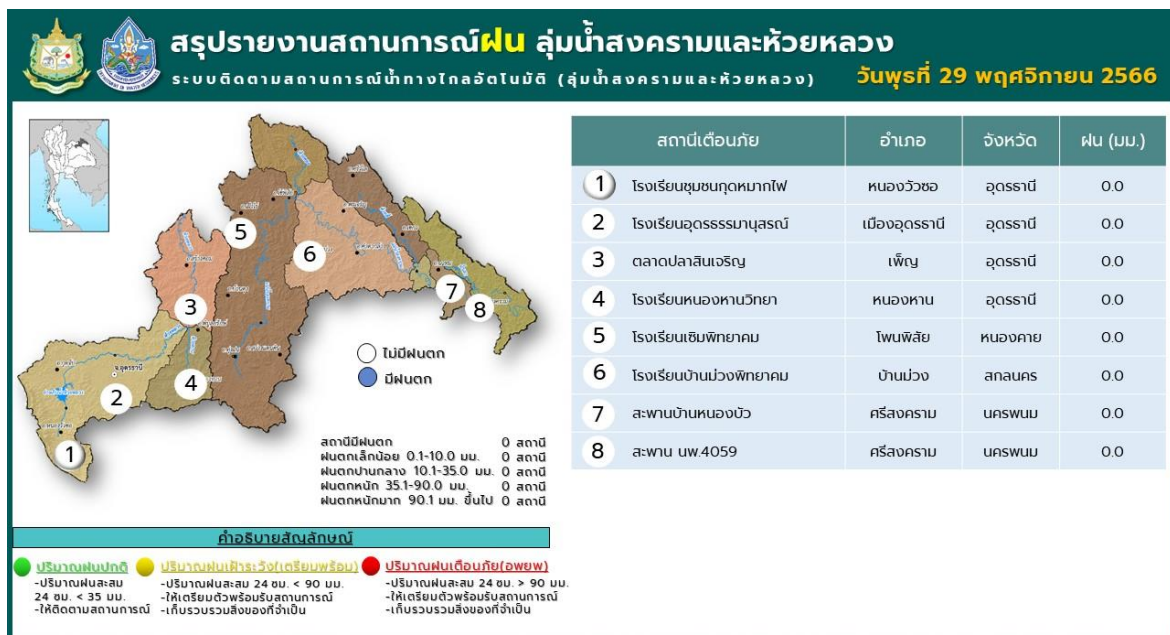 สรุปรายงานสถานการณ์ฝน ลุ่มน้ำสงครามและห้วยหลวง
ระบบติดตามสถานการณ์น้ำทางไกลอัตโนมัติ (ลุ่มน้ำสงครามและห้วยหลวง)
วันพุธที่ 29 พฤศจิกายน 2566
สถานีเตือนภัย อำเภอ จังหวัด ฝน (มม.)
1 โรงเรียนชุมชนกุดหมากไฟ หนองวัวซอ อุดรธานี 0.0
2 โรงเรียนอุดรธรรมานุสรณ์ เมืองอุดรธานี อุดรธานี 0.0
3 ตลาดปลาสินเจริญ เพ็ญ อุดรธานี 0.0
4 โรงเรียนหนองหานวิทยา หนองหาน อุดรธานี 0.0
5 โรงเรียนเซิมพิทยาคม โพนพิสัย หนองคาย 0.0
6 โรงเรียนบ้านม่วงพิทยาคม บ้านม่วง สกลนคร 0.0
7 สะพานบ้านหนองบัว ศรีสงคราม นครพนม 0.0
8 สะพาน นพ.4059 ศรีสงคราม นครพนม 0.0
5
6
3
7
8
4
2
1
จ.อุดรธานี
ไม่มีฝนตก
มีฝนตก
สถานีมีฝนตก 0 สถานี
ฝนตกเล็กน้อย 0.1-10.0 มม. 0 สถานี
ฝนตกปานกลาง 10.1-35.0 มม. 0 สถานี
ฝนตกหนัก 35.1-90.0 มม. 0 สถานี
ฝนตกหนักมาก 90.1 มม. ขึ้นไป 0 สถานี
คำอธิบายสัญลักษณ์
ปริมาณฝนปกติ
-ปริมาณฝนสะสม
24 ชม. < 35 มม.
-ให้ติดตามสถานการณ์
ปริมาณฝนเฝ้าระวัง(เตรียมพร้อม)
-ปริมาณฝนสะสม 24 ชม. < 90 มม.
-ให้เตรียมตัวพร้อมรับสถานการณ์
-เก็บรวบรวมสิ่งของที่จำเป็น
ปริมาณฝนเตือนภัย(อพยพ)
-ปริมาณฝนสะสม 24 ชม. > 90 มม.
-ให้เตรียมตัวพร้อมรับสถานการณ์
-เก็บรวบรวมสิ่งของที่จำเป็น